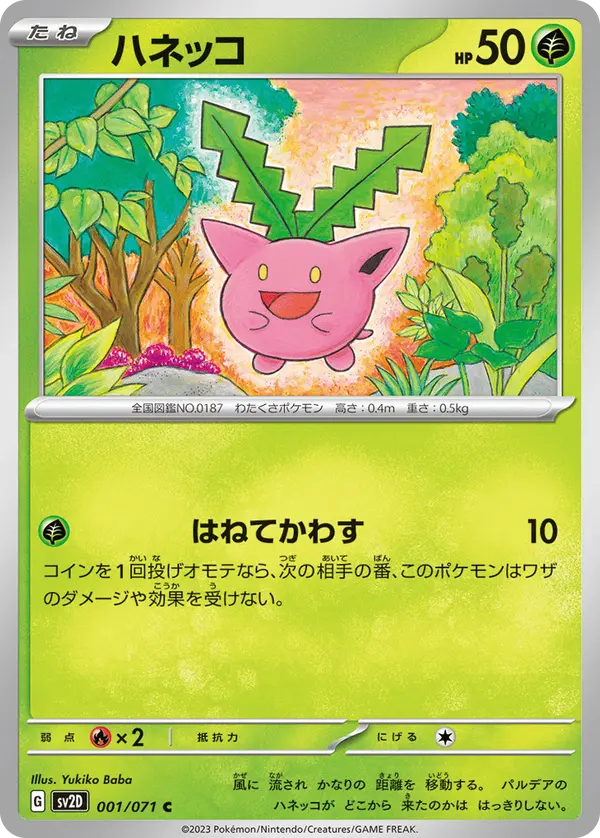 たね ハネッコ HP50
全国図鑑NO.0187 わたくさポケモン 高さ:0.4m 重さ:0.5kg
はねてかわす 10
コインを1回投げオモテなら、次の相手の番、このポケモンはワザ
のダメージや効果を受けない。
弱点 ×2 抵抗力 にげる
Illus. Yukiko Baba
G sv2D 001/071 C
風に 流され かなりの 距離を 移動する。 パルデアの
ハネッコが どこから 来たのかは はっきりしない。
©2023 Pokémon/Nintendo/Creatures/GAME FREAK.